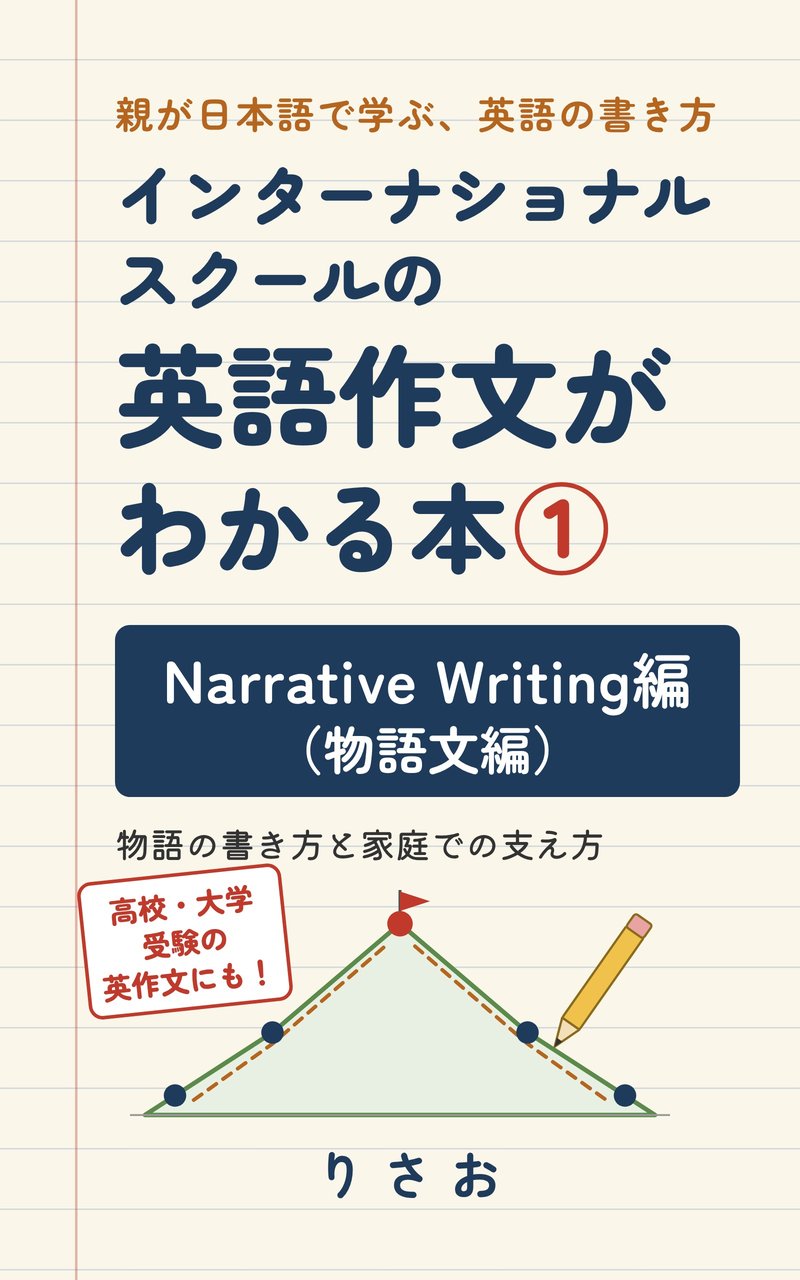 親が日本語で学ぶ、英語の書き方
インターナショナル
スクールの
英語作文が
わかる本①
Narrative Writing編
（物語文編）
物語の書き方と家庭での支え方
高校・大学
受験の
英作文にも！
りさお